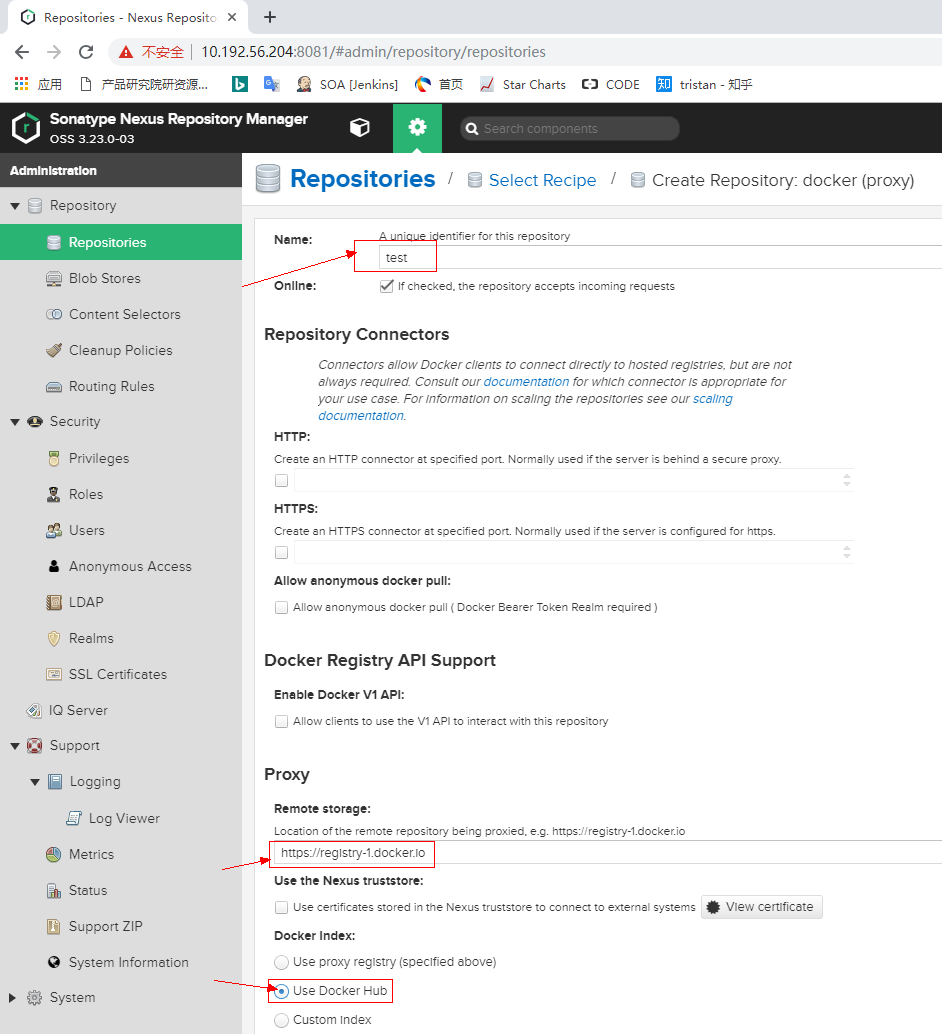 Repositories - Nexus Reposito
不安全 10.192.56.204:8081/#admin/repository/repositories
应用 产品研究院研资源... SOA [Jenkins] 首页 Star Charts CODE 知 tristan - 知乎
Sonatype Nexus Repository Manager
OSS 3.23.0-03
Search components
Administration
Repository
Repositories
Blob Stores
Content Selectors
Cleanup Policies
Routing Rules
Security
Privileges
Roles
Users
Anonymous Access
LDAP
Realms
SSL Certificates
IQ Server
Support
Logging
Log Viewer
Metrics
Status
Support ZIP
System Information
System
Repositories / Select Recipe / Create Repository: docker (proxy)
Name:
A unique identifier for this repository
test
Online:
If checked, the repository accepts incoming requests
Repository Connectors
Connectors allow Docker clients to connect directly to hosted registries, but are not
always required. Consult our documentation for which connector is appropriate for
your use case. For information on scaling the repositories see our scaling
documentation.
HTTP:
Create an HTTP connector at specified port. Normally used if the server is behind a secure proxy.
HTTPS:
Create an HTTPS connector at specified port. Normally used if the server is configured for https.
Allow anonymous docker pull:
Allow anonymous docker pull ( Docker Bearer Token Realm required )
Docker Registry API Support
Enable Docker V1 API:
Allow clients to use the V1 API to interact with this repository
Proxy
Remote storage:
Location of the remote repository being proxied, e.g. https://registry-1.docker.io
https://registry-1.docker.io
Use the Nexus truststore:
Use certificates stored in the Nexus truststore to connect to external systems View certificate
Docker Index:
Use proxy registry (specified above)
Use Docker Hub
Custom Index